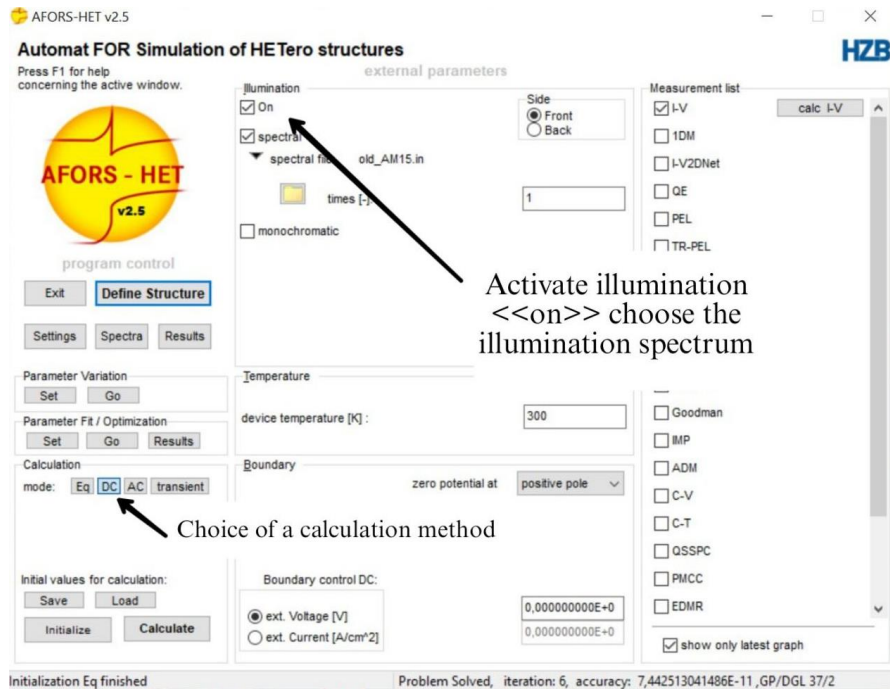 AFORS-HET v2.5
Automat FOR Simulation of HETero structures
HZB
Press F1 for help
concerning the active window.
external parameters
AFORS - HET
v2.5
program control
Exit
Define Structure
Settings
Spectra
Results
Parameter Variation
Set
Go
Parameter Fit / Optimization
Set
Go
Results
Calculation
mode:
Eq
DC
AC
transient
Choice of a calculation method
Initial values for calculation:
Save
Load
Initialize
Calculate
Illumination
On
spectral
spectral file
old_AM15.in
times [-]
1
monochromatic
Side
Front
Back
Activate illumination
<<on>> choose the
illumination spectrum
Temperature
device temperature [K] :
300
Boundary
zero potential at
positive pole
Boundary control DC:
ext. Voltage [V]
0,000000000E+0
ext. Current [A/cm^2]
0,000000000E+0
Measurement list
I-V
calc I-V
1DM
I-V2DNet
QE
PEL
TR-PEL
Goodman
IMP
ADM
C-V
C-T
QSSPC
PMCC
EDMR
show only latest graph
Initialization Eq finished
Problem Solved, iteration: 6, accuracy: 7,442513041486E-11 ,GP/DGL 37/2